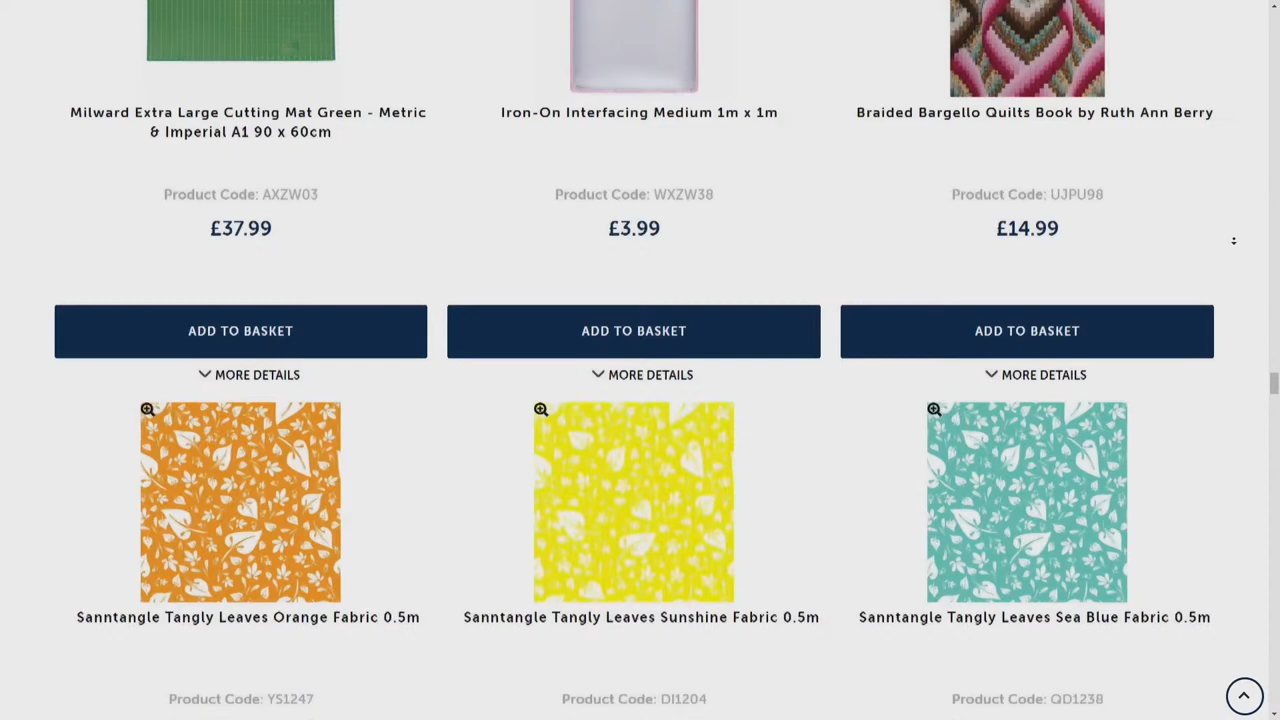 Milward Extra Large Cutting Mat Green - Metric
& Imperial A1 90 x 60cm
Iron-On Interfacing Medium 1m x 1m
Braided Bargello Quilts Book by Ruth Ann Berry
Product Code: AXZW03
Product Code: WXZW38
Product Code: UJPU98
£37.99
£3.99
£14.99
ADD TO BASKET
ADD TO BASKET
ADD TO BASKET
MORE DETAILS
MORE DETAILS
MORE DETAILS
Sanntangle Tangly Leaves Orange Fabric 0.5m
Sanntangle Tangly Leaves Sunshine Fabric 0.5m
Sanntangle Tangly Leaves Sea Blue Fabric 0.5m
Product Code: YS1247
Product Code: DI1204
Product Code: QD1238